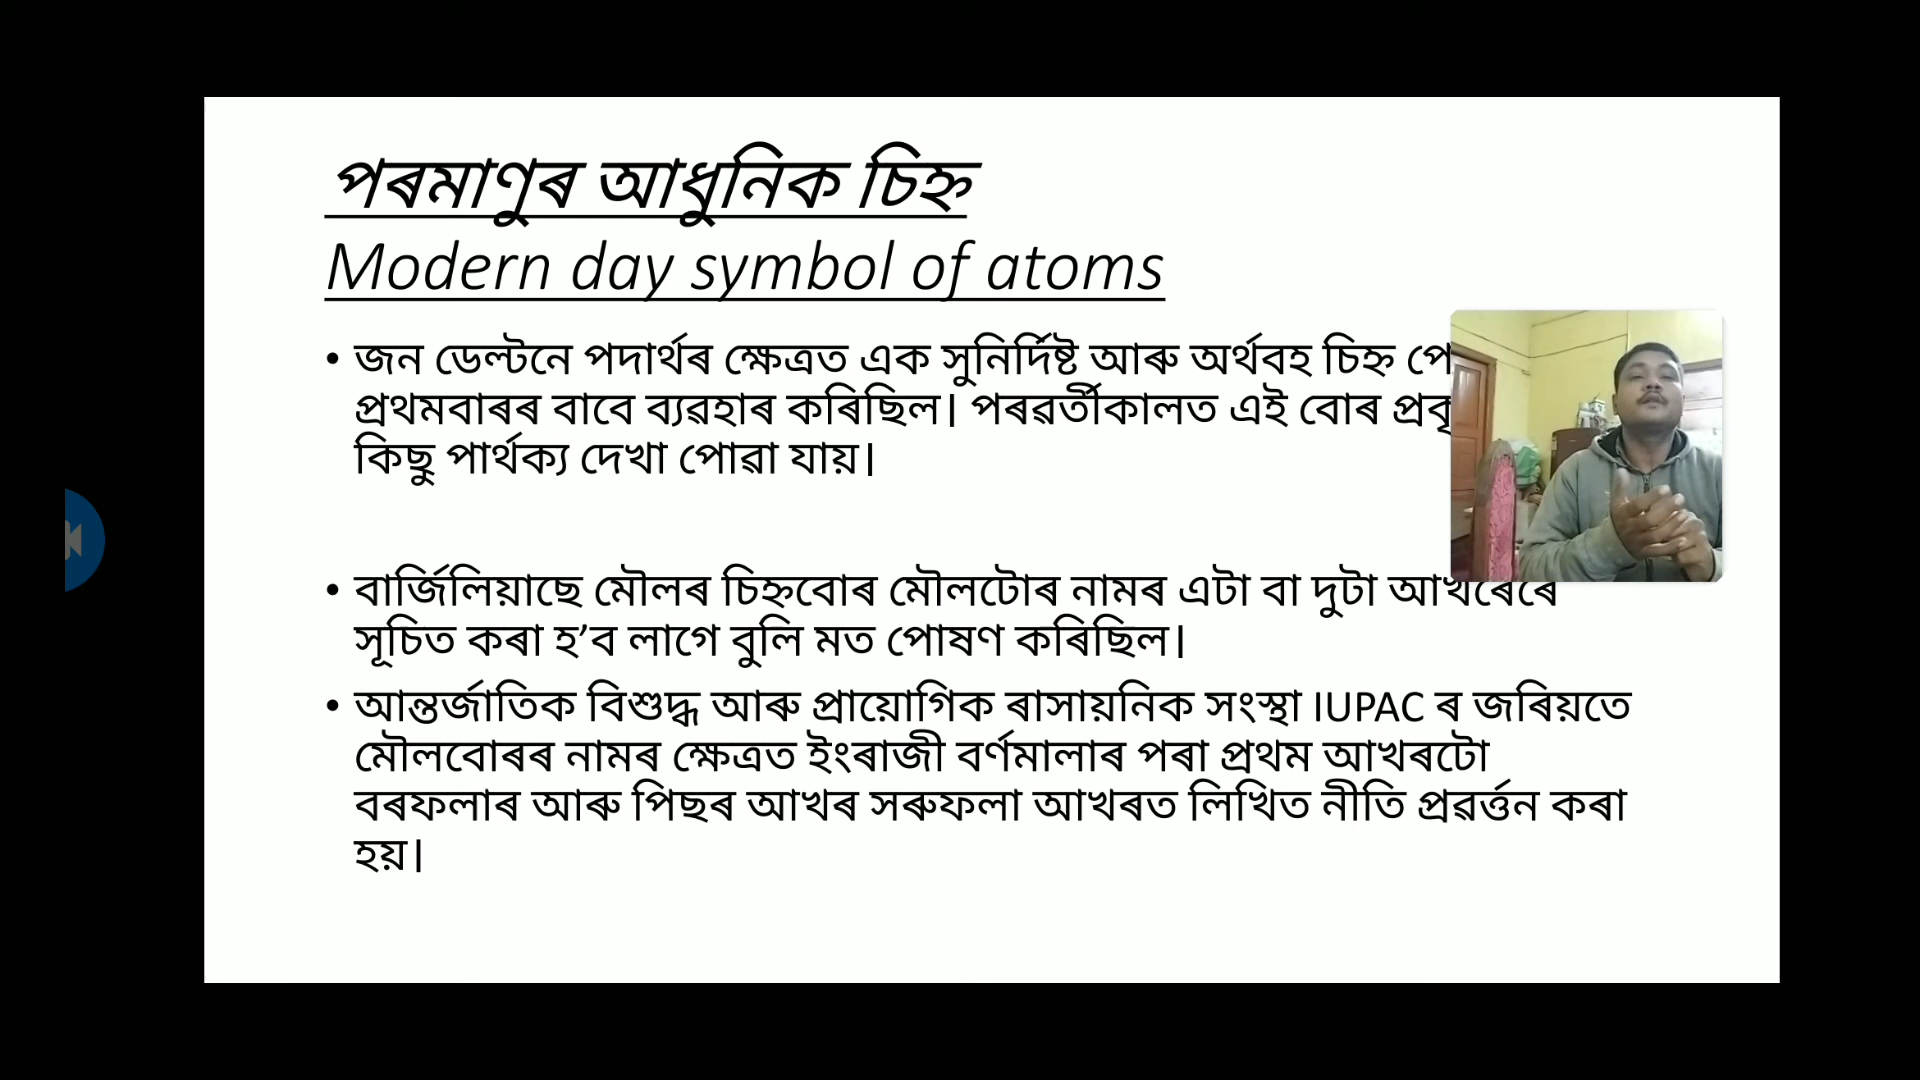 পৰমাণুৰ আধুনিক চিহ্ন
Modern day symbol of atoms
• জন ডেল্টনে পদাৰ্থৰ ক্ষেত্ৰত এক সুনিৰ্দিষ্ট আৰু অৰ্থবহ চিহ্ন
প্ৰথমবাৰৰ বাবে ব্যৱহাৰ কৰিছিল। পৰৱৰ্তীকালত এই বোৰ
কিছু পাৰ্থক্য দেখা পোৱা যায়।
• বাৰ্জিলিয়াছে মৌলৰ চিহ্নবোৰ মৌলটোৰ নামৰ এটা বা দুটা আখৰেৰে
সূচিত কৰা হ’ব লাগে বুলি মত পোষণ কৰিছিল।
• আন্তৰ্জাতিক বিশুদ্ধ আৰু প্ৰায়োগিক ৰাসায়নিক সংস্থা IUPAC ৰ জৰিয়তে
মৌলবোৰৰ নামৰ ক্ষেত্ৰত ইংৰাজী বৰ্ণমালাৰ পৰা প্ৰথম আখৰটো
বৰফলাৰ আৰু পিছৰ আখৰ সৰুফলা আখৰত লিখিত নীতি প্ৰৱৰ্ত্তন কৰা
হয়।